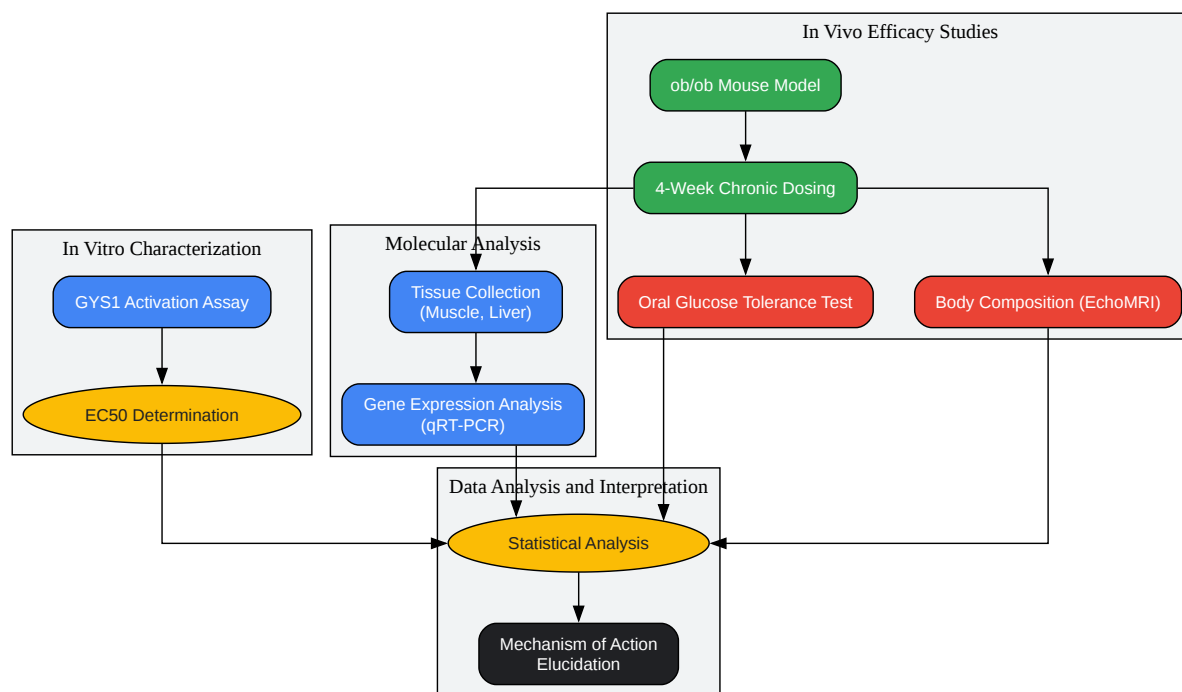 In Vivo Efficacy Studies
ob/ob Mouse Model
4-Week Chronic Dosing
In Vitro Characterization
Molecular Analysis
GYS1 Activation Assay
Tissue Collection
(Muscle, Liver)
Oral Glucose Tolerance Test
Body Composition (EchoMRI)
EC50 Determination
Gene Expression Analysis
(qRT-PCR)
Data Analysis and Interpretation
Statistical Analysis
Mechanism of Action
Elucidation